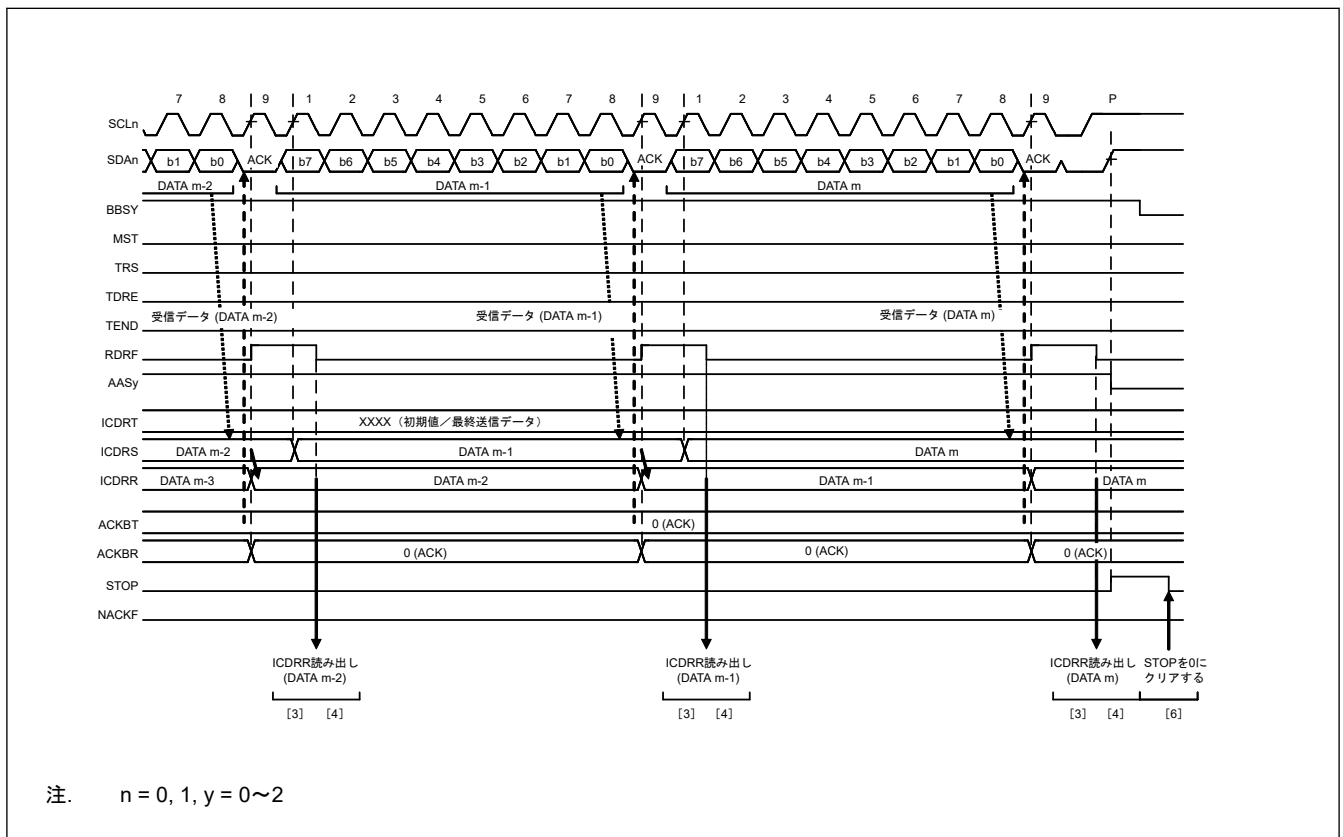 7 8 9 1 2 3 4 5 6 7 8 9 1 2 3 4 5 6 7 8 9 P
SCLn
SDAn b1 b0 ACK b7 b6 b5 b4 b3 b2 b1 b0 ACK b7 b6 b5 b4 b3 b2 b1 b0 ACK
DATA m-2 DATA m-1 DATA m
BBSY
MST
TRS
TDRE
受信データ (DATA m-2) 受信データ (DATA m-1) 受信データ (DATA m)
TEND
RDRF
AASy
ICDRT XXXX（初期値／最終送信データ）
ICDRS DATA m-2 DATA m-1 DATA m
ICDRR DATA m-3 DATA m-2 DATA m-1 DATA m
ACKBT 0 (ACK)
ACKBR 0 (ACK) 0 (ACK) 0 (ACK)
STOP
NACKF
ICDRR読み出し ICDRR読み出し ICDRR読み出し STOPを0に
(DATA m-2) (DATA m-1) (DATA m) クリアする
[3] [4] [3] [4] [3] [4] [6]
注. n = 0, 1, y = 0～2